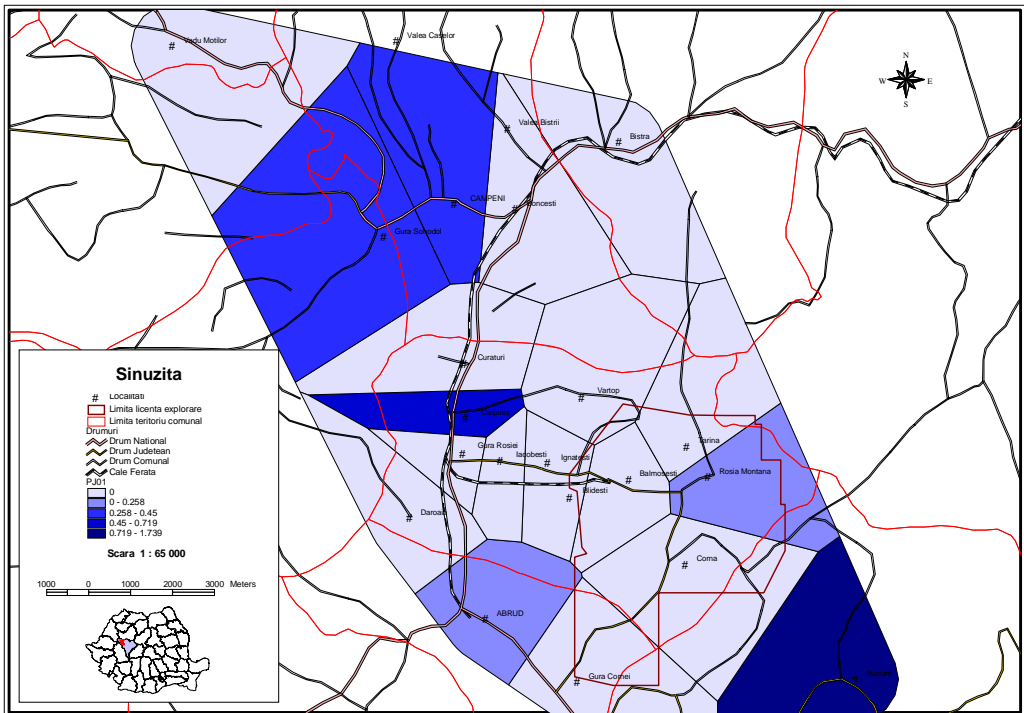 Vadu Motilor
Valea Caselor
N
W E
S
Valea Bistrii
Bistra
CAMPENI
Gura Sohodol
Curaturi
Vartop
Gura Rosiei
Iacobesti
Ignatesti
Tarina
Balmosesti
Rosia Montana
Blidesti
Daroaia
Corna
ABRUD
Gura Cornei
Sinuzita
# Localitati
Limita licenta explorare
Limita teritoriu comunal
Drumuri
Drum National
Drum Judetean
Drum Comunal
Cale Ferata
PJ01
0
0 - 0.258
0.258 - 0.45
0.45 - 0.719
0.719 - 1.739
Scara 1 : 65 000
1000 0 1000 2000 3000 Meters